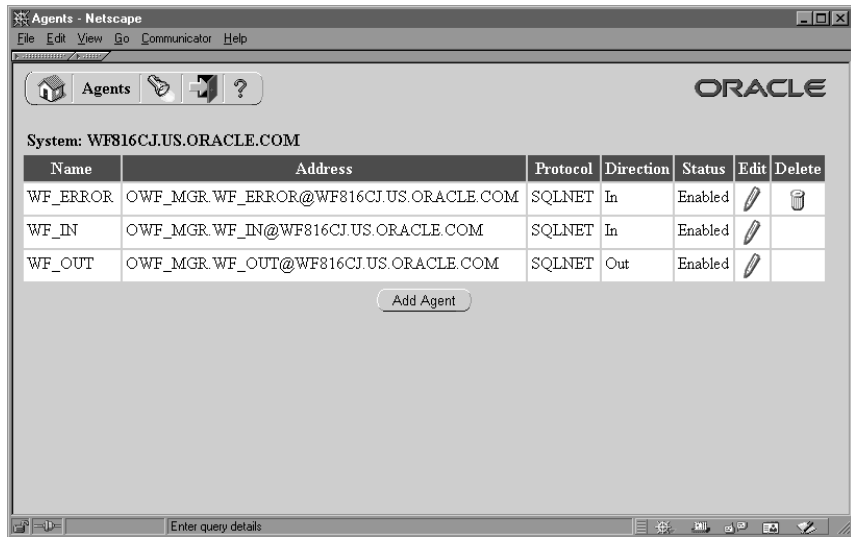 Agents - Netscape
File Edit View Go Communicator Help
Agents ?
ORACLE
System: WF816CJ.US.ORACLE.COM
Name Address Protocol Direction Status Edit Delete
WF_ERROR OWF_MGR.WF_ERROR@WF816CJ.US.ORACLE.COM SQLNET In Enabled
WF_IN OWF_MGR.WF_IN@WF816CJ.US.ORACLE.COM SQLNET In Enabled
WF_OUT OWF_MGR.WF_OUT@WF816CJ.US.ORACLE.COM SQLNET Out Enabled
Add Agent
Enter query details